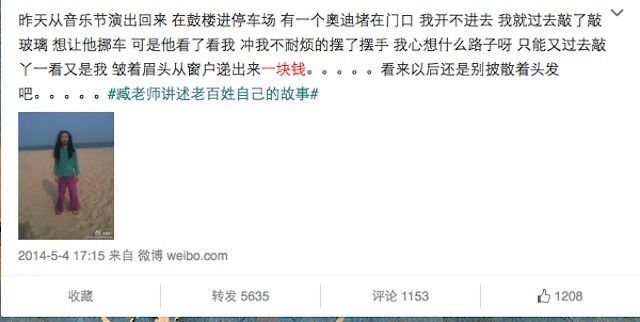 昨天从音乐节演出回来 在鼓楼进停车场 有一个奥迪堵在门口 我开不进去 我就过去敲了敲
玻璃 想让他挪车 可是他看了看我 冲我不耐烦的摆了摆手 我心想什么路子呀 只能又过去敲
丫一看又是我 皱着眉头从窗户递出来一块钱。。。。。看来以后还是别披散着头发
吧。。。。。#臧老师讲述老百姓自己的故事#
2014-5-4 17:15 来自 微博 weibo.com
收藏 转发 5635 评论 1153 1208